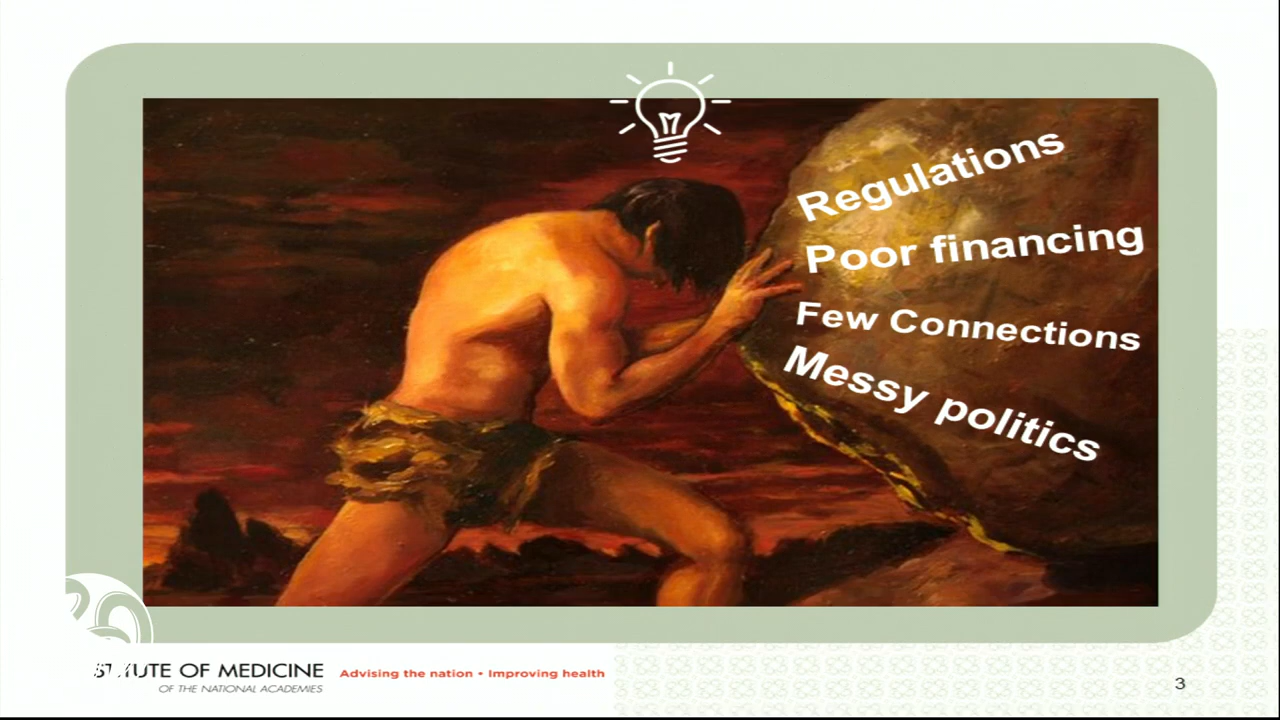 Regulations
Poor financing
Few Connections
Messy politics
STITUTE OF MEDICINE
OF THE NATIONAL ACADEMIES
Advising the nation • Improving health
3